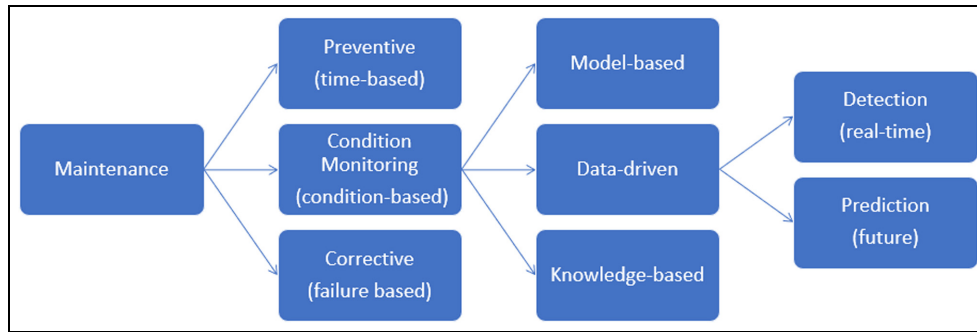 Maintenance
Preventive
(time-based)
Condition
Monitoring
(condition-based)
Corrective
(failure based)
Model-based
Data-driven
Knowledge-based
Detection
(real-time)
Prediction
(future)